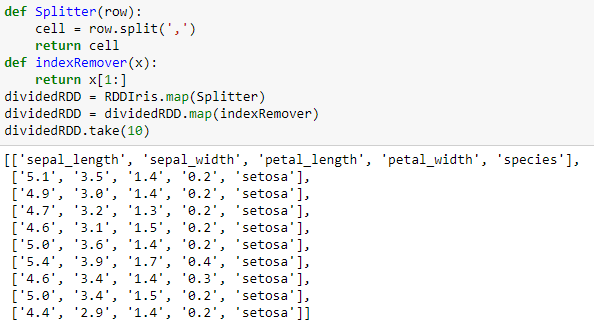 def Splitter(row):
    cell = row.split(',')
    return cell
def indexRemover(x):
    return x[1:]
dividedRDD = RDDIris.map(Splitter)
dividedRDD = dividedRDD.map(indexRemover)
dividedRDD.take(10)
[['sepal_length', 'sepal_width', 'petal_length', 'petal_width', 'species'],
 ['5.1', '3.5', '1.4', '0.2', 'setosa'],
 ['4.9', '3.0', '1.4', '0.2', 'setosa'],
 ['4.7', '3.2', '1.3', '0.2', 'setosa'],
 ['4.6', '3.1', '1.5', '0.2', 'setosa'],
 ['5.0', '3.6', '1.4', '0.2', 'setosa'],
 ['5.4', '3.9', '1.7', '0.4', 'setosa'],
 ['4.6', '3.4', '1.4', '0.3', 'setosa'],
 ['5.0', '3.4', '1.5', '0.2', 'setosa'],
 ['4.4', '2.9', '1.4', '0.2', 'setosa']]